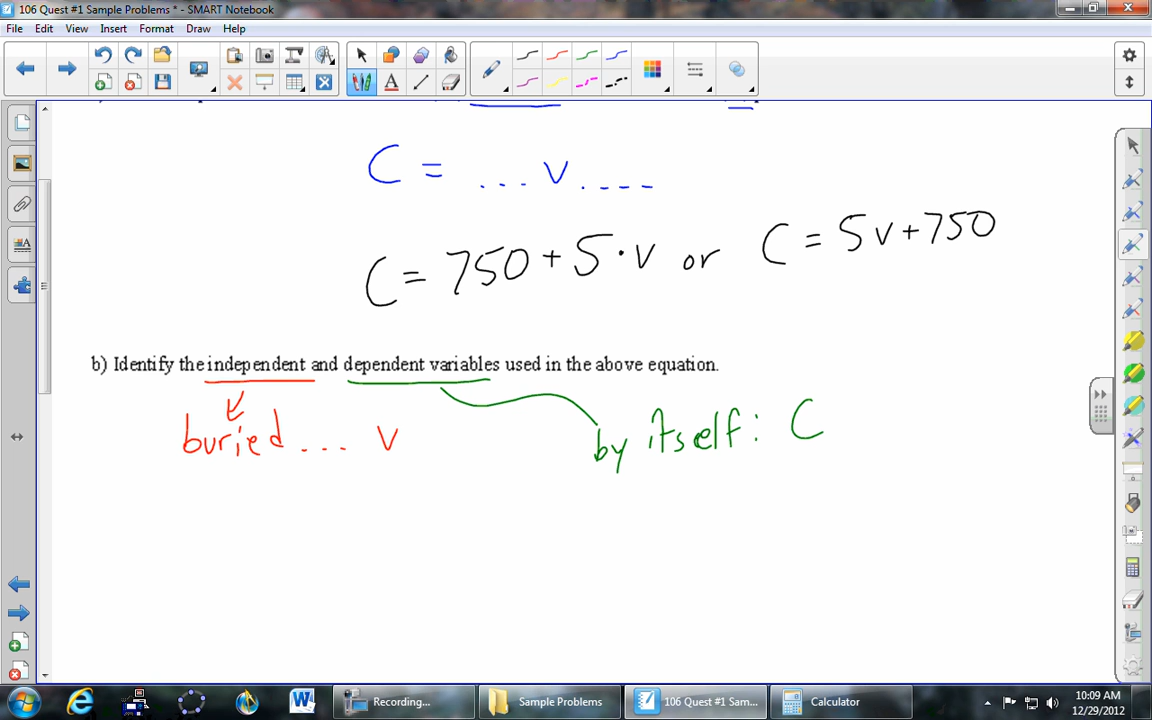 106 Quest #1 Sample Problems * - SMART Notebook
File Edit View Insert Format Draw Help
C = ... v ....
C = 750 + 5 · v or C = 5v + 750
b) Identify the independent and dependent variables used in the above equation.
buried ... v
by itself : C
Recording...
Sample Problems
106 Quest #1 Sam...
Calculator
10:09 AM
12/29/2012